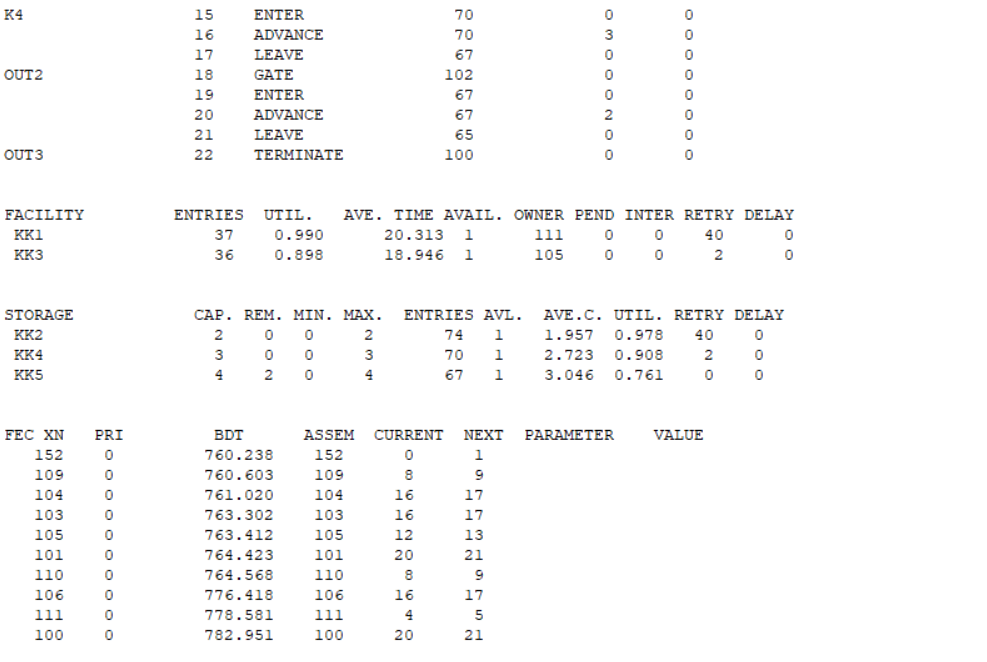 K4 15 ENTER 70 0 0
16 ADVANCE 70 3 0
17 LEAVE 67 0 0
OUT2 18 GATE 102 0 0
19 ENTER 67 0 0
20 ADVANCE 67 2 0
21 LEAVE 65 0 0
OUT3 22 TERMINATE 100 0 0
FACILITY ENTRIES UTIL. AVE. TIME AVAIL. OWNER PEND INTER RETRY DELAY
KK1 37 0.990 20.313 1 111 0 0 40 0
KK3 36 0.898 18.946 1 105 0 0 2 0
STORAGE CAP. REM. MIN. MAX. ENTRIES AVL. AVE.C. UTIL. RETRY DELAY
KK2 2 0 0 2 74 1 1.957 0.978 40 0
KK4 3 0 0 3 70 1 2.723 0.908 2 0
KK5 4 2 0 4 67 1 3.046 0.761 0 0
FEC XN PRI BDT ASSEM CURRENT NEXT PARAMETER VALUE
152 0 760.238 152 0 1
109 0 760.603 109 8 9
104 0 761.020 104 16 17
103 0 763.302 103 16 17
105 0 763.412 105 12 13
101 0 764.423 101 20 21
110 0 764.568 110 8 9
106 0 776.418 106 16 17
111 0 778.581 111 4 5
100 0 782.951 100 20 21